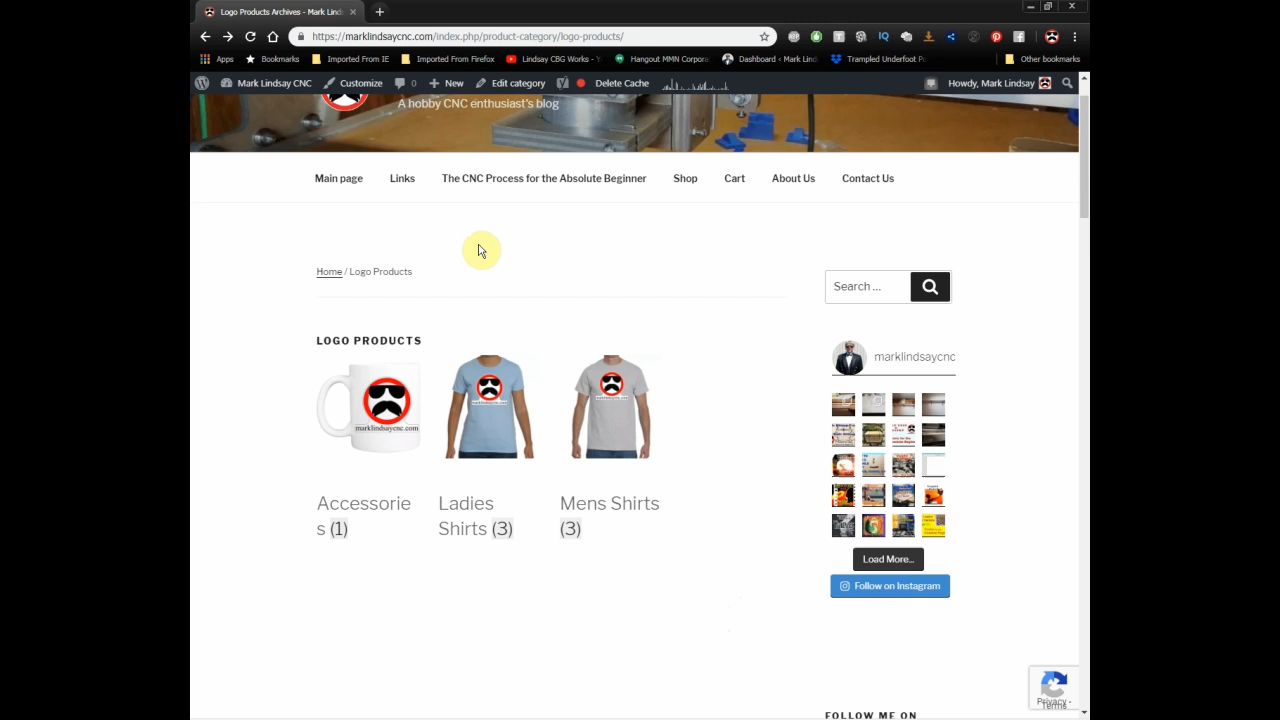 Logo Products Archives - Mark Lind
https://marklindsaycnc.com/index.php/product-category/logo-products/
Apps Bookmarks Imported From IE Imported From Firefox Lindsay CBG Works - Y Hangout MMN Corpora Dashboard ‹ Mark Lind Trampled Underfoot Po Other bookmarks
Mark Lindsay CNC Customize 0 New Edit category Delete Cache Howdy, Mark Lindsay
A hobby CNC enthusiast's blog
Main page Links The CNC Process for the Absolute Beginner Shop Cart About Us Contact Us
Home / Logo Products
Search ...
LOGO PRODUCTS
marklindsaycnc
marklindsaycnc.com
Accessorie
s (1)
Ladies
Shirts (3)
Mens Shirts
(3)
Load More...
Follow on Instagram
Privacy - Terms
FOLLOW ME ON